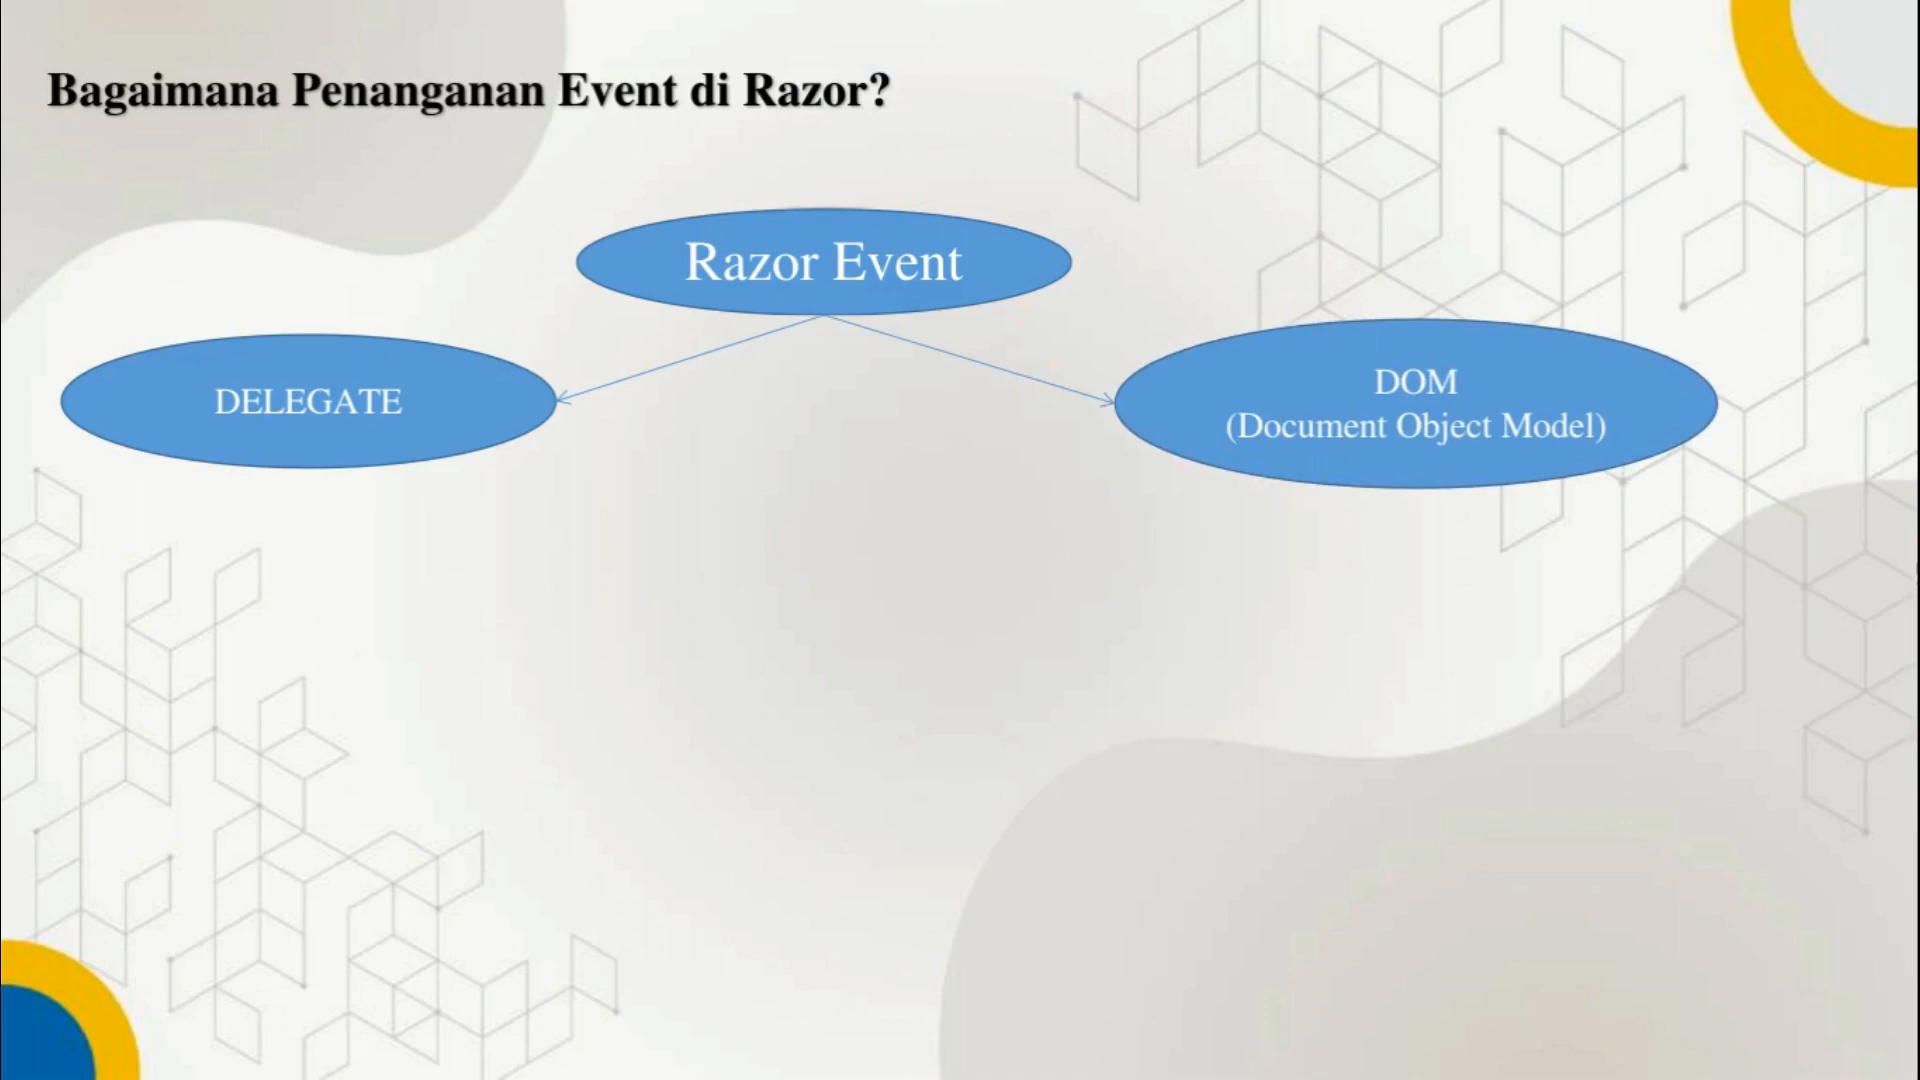 Bagaimana Penanganan Event di Razor?
Razor Event
DELEGATE
DOM
(Document Object Model)